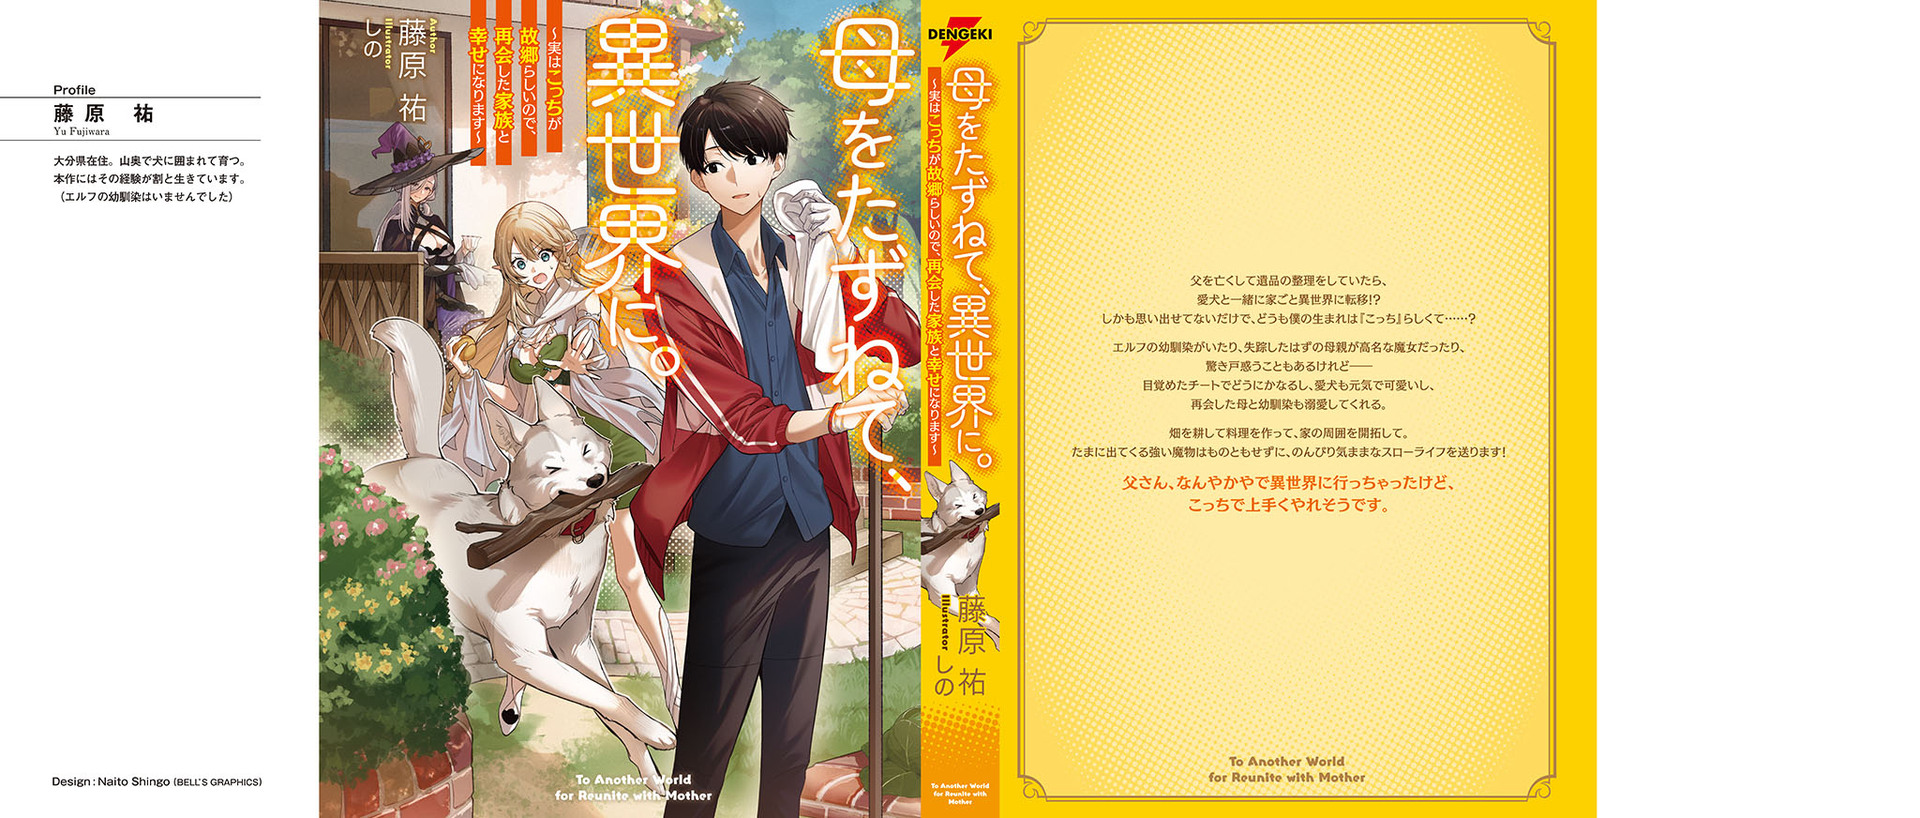 Profile
藤原 祐
Yu Fujiwara
大分県在住。山奥で犬に囲まれて育つ。
本作にはその経験が割と生きています。
(エルフの幼馴染はいませんでした)
Design : Naito Shingo (BELL'S GRAPHICS)
母をたずねて、
異世界に。
~実はこっちが
故郷らしいので、
再会した家族と
幸せになります~
Author
藤原 祐
Illustrator
しの
To Another World
for Reunite with Mother
DENGEKI
母をたずねて、異世界に。
~実はこっちが故郷らしいので、再会した家族と幸せになります~
藤原 祐
Illustrator
しの
To Another World
for Reunite with
Mother
父を亡くして遺品の整理をしていたら、
愛犬と一緒に家ごと異世界に転移!?
しかも思い出せてないだけで、どうも僕の生まれは『こっち』らしくて……?
エルフの幼馴染がいたり、失踪したはずの母親が高名な魔女だったり、
驚き戸惑うこともあるけれど──
目覚めたチートでどうにかなるし、愛犬も元気で可愛いし、
再会した母と幼馴染も溺愛してくれる。
畑を耕して料理を作って、家の周囲を開拓して。
たまに出てくる強い魔物はものともせずに、のんびり気ままなスローライフを送ります!
父さん、なんやかやで異世界に行っちゃったけど、
こっちで上手くやれそうです。
To Another World
for Reunite with Mother